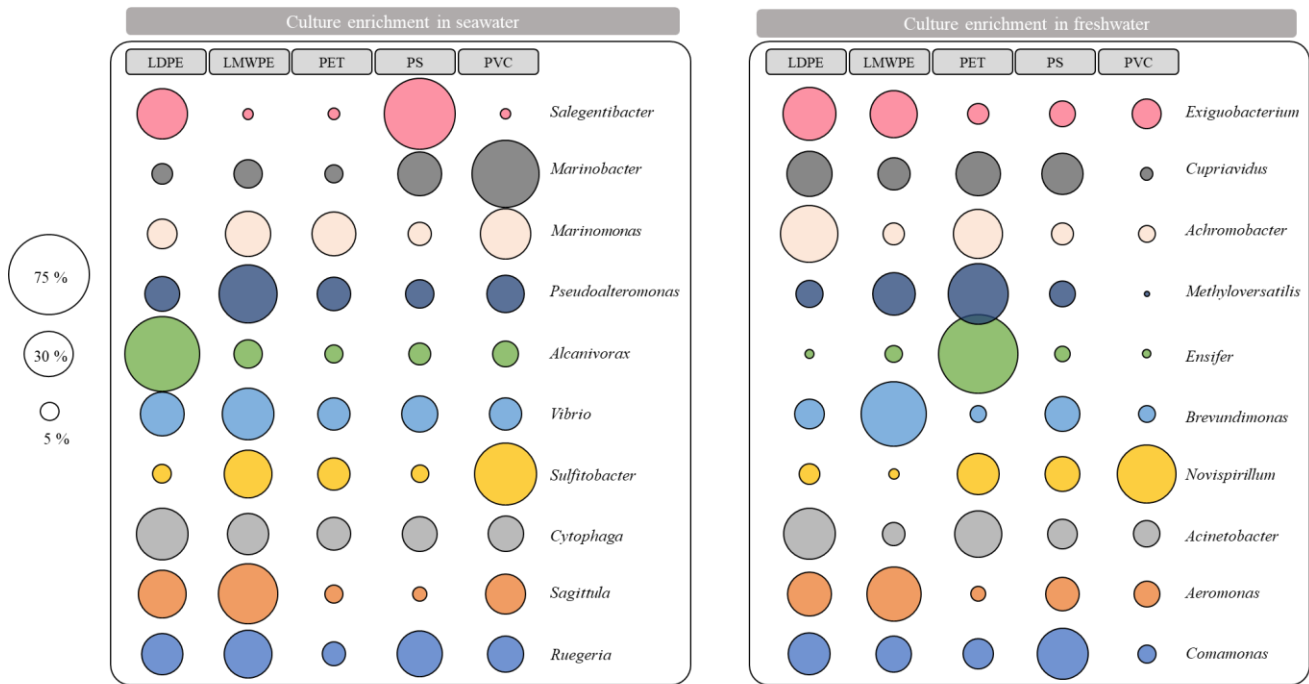 Culture enrichment in seawater
LDPE LMWPE PET PS PVC
Salegentibacter
Marinobacter
Marinomonas
Pseudoalteromonas
Alcanivorax
Vibrio
Sulfitobacter
Cytophaga
Sagittula
Ruegeria
75 %
30 %
5 %
Culture enrichment in freshwater
LDPE LMWPE PET PS PVC
Exiguobacterium
Cupriavidus
Achromobacter
Methyloversatilis
Ensifer
Brevundimonas
Novispirillum
Acinetobacter
Aeromonas
Comamonas